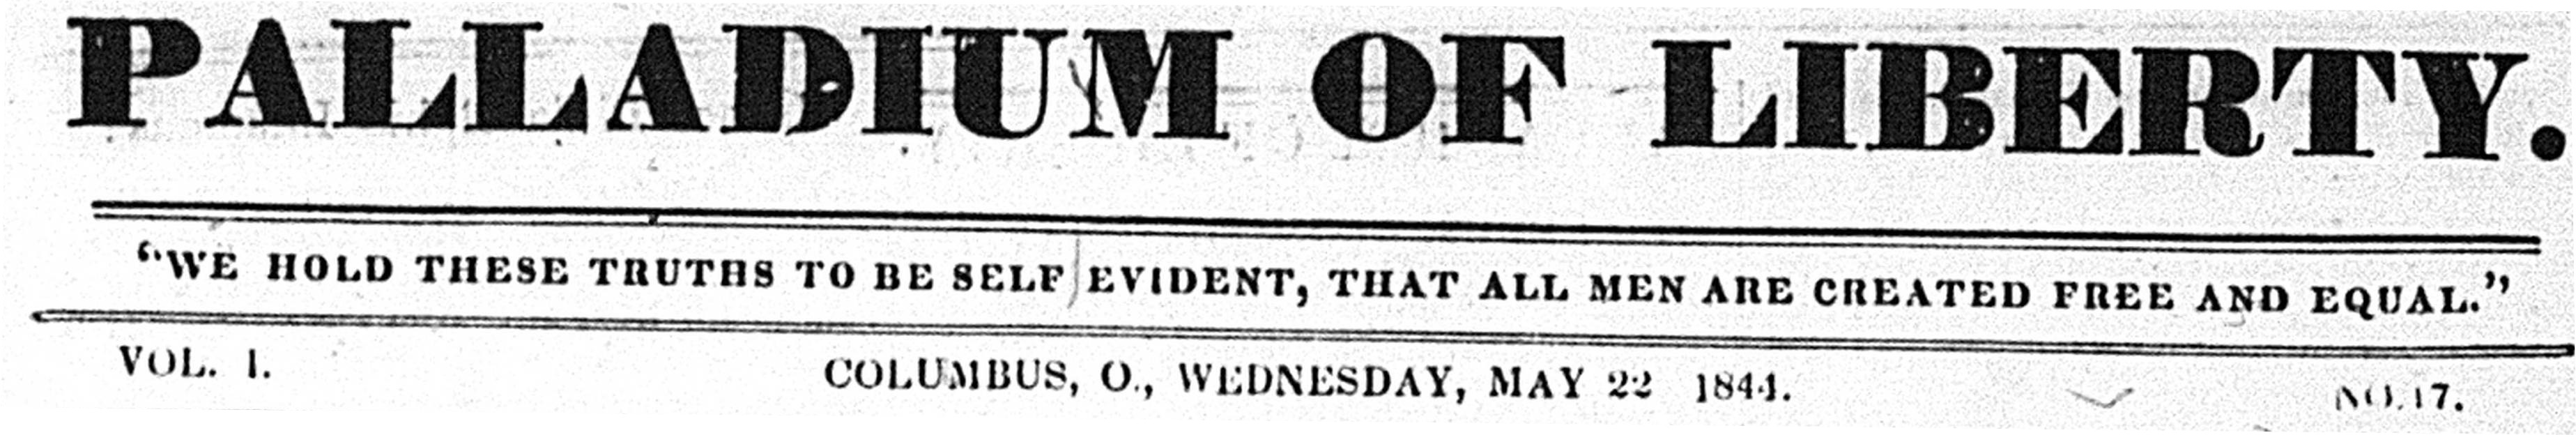 PALLADIUM OF LIBERTY.
"WE HOLD THESE TRUTHS TO BE SELF EVIDENT, THAT ALL MEN ARE CREATED FREE AND EQUAL."
VOL. 1.
COLUMBUS, O., WEDNESDAY, MAY 22 1844.
NO. 17.